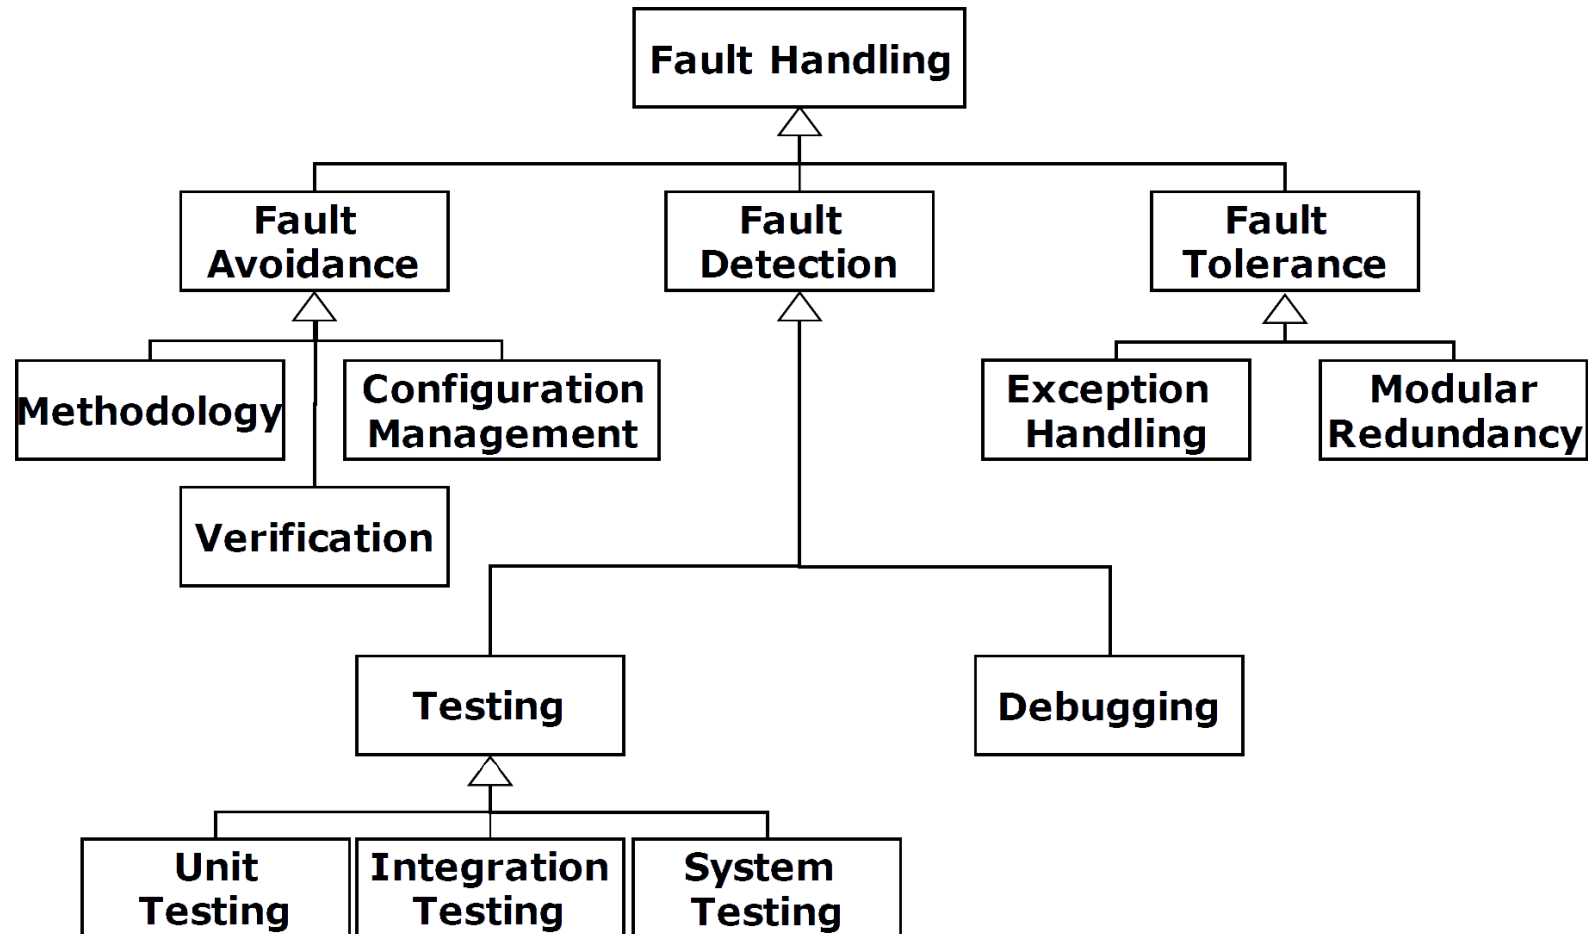 Fault Handling
Fault
Avoidance
Fault
Detection
Fault
Tolerance
Methodology
Configuration
Management
Exception
Handling
Modular
Redundancy
Verification
Testing
Debugging
Unit
Testing
Integration
Testing
System
Testing